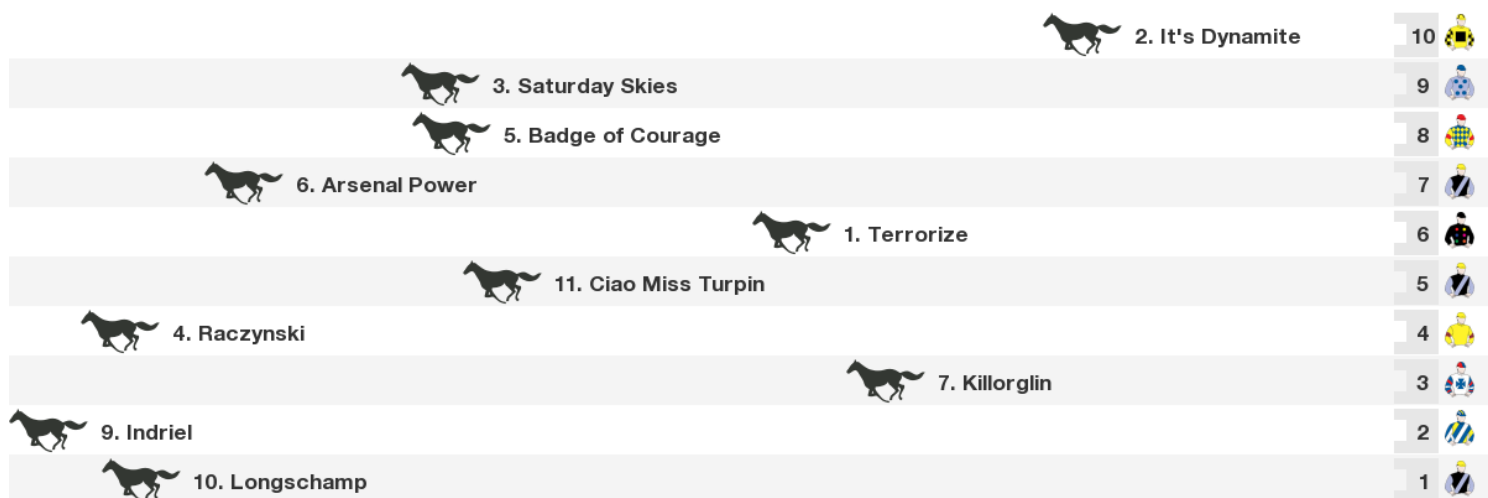 2. It's Dynamite 10
3. Saturday Skies 9
5. Badge of Courage 8
6. Arsenal Power 7
1. Terrorize 6
11. Ciao Miss Turpin 5
4. Raczynski 4
7. Killorglin 3
9. Indriel 2
10. Longschamp 1